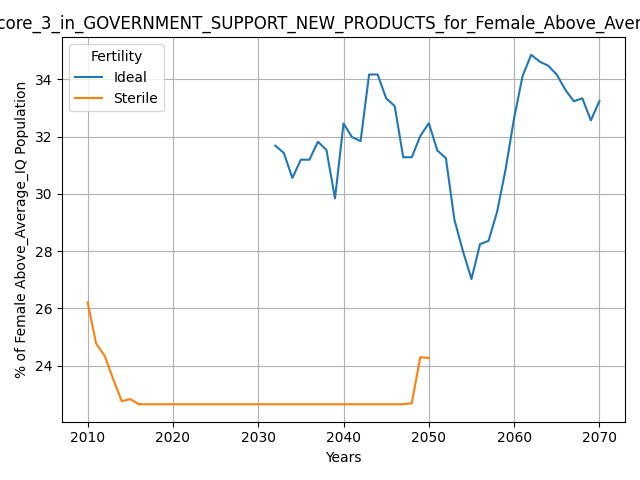 core_3_in_GOVERNMENT_SUPPORT_NEW_PRODUCTS_for_Female_Above_Aver
Fertility
Ideal
Sterile
% of Female Above_Average_IQ Population
34
32
30
28
26
24
2010 2020 2030 2040 2050 2060 2070
Years